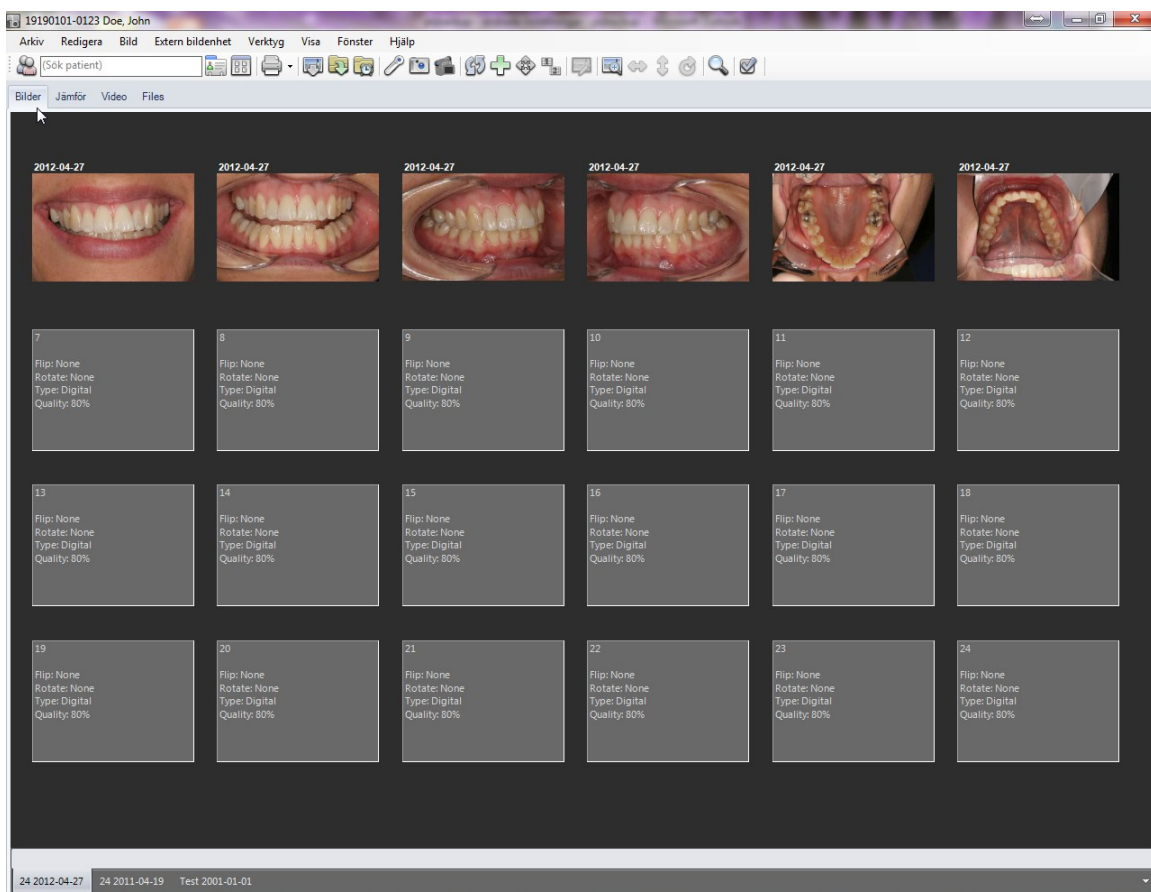 19190101-0123 Doe, John
Arkiv Redigera Bild Extern bildenhet Verktyg Visa Fönster Hjälp
(Sök patient)
Bilder Jämför Video Files
2012-04-27 2012-04-27 2012-04-27 2012-04-27 2012-04-27 2012-04-27
7 8 9 10 11 12
Flip: None Flip: None Flip: None Flip: None Flip: None Flip: None
Rotate: None Rotate: None Rotate: None Rotate: None Rotate: None Rotate: None
Type: Digital Type: Digital Type: Digital Type: Digital Type: Digital Type: Digital
Quality: 80% Quality: 80% Quality: 80% Quality: 80% Quality: 80% Quality: 80%
13 14 15 16 17 18
Flip: None Flip: None Flip: None Flip: None Flip: None Flip: None
Rotate: None Rotate: None Rotate: None Rotate: None Rotate: None Rotate: None
Type: Digital Type: Digital Type: Digital Type: Digital Type: Digital Type: Digital
Quality: 80% Quality: 80% Quality: 80% Quality: 80% Quality: 80% Quality: 80%
19 20 21 22 23 24
Flip: None Flip: None Flip: None Flip: None Flip: None Flip: None
Rotate: None Rotate: None Rotate: None Rotate: None Rotate: None Rotate: None
Type: Digital Type: Digital Type: Digital Type: Digital Type: Digital Type: Digital
Quality: 80% Quality: 80% Quality: 80% Quality: 80% Quality: 80% Quality: 80%
24 2012-04-27 24 2011-04-19 Test 2001-01-01